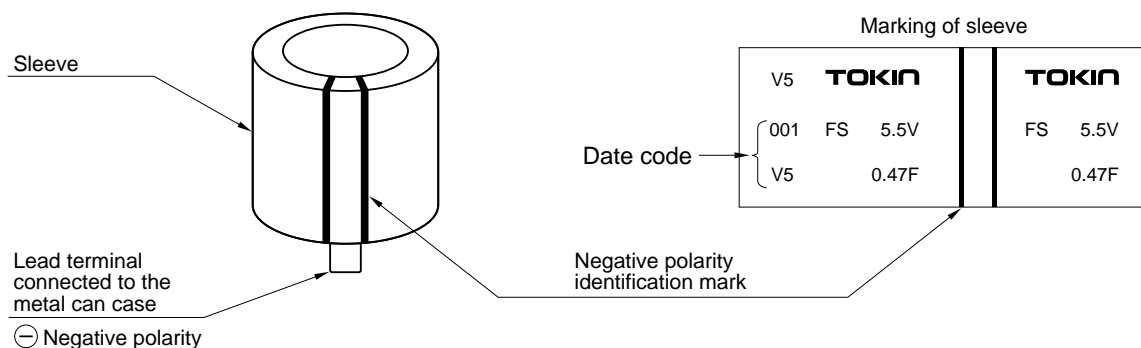 Sleeve
Lead terminal
connected to the
metal can case
⊖ Negative polarity
Marking of sleeve
V5 TOKIN TOKIN
001 FS 5.5V FS 5.5V
Date code
V5 0.47F 0.47F
Negative polarity
identification mark